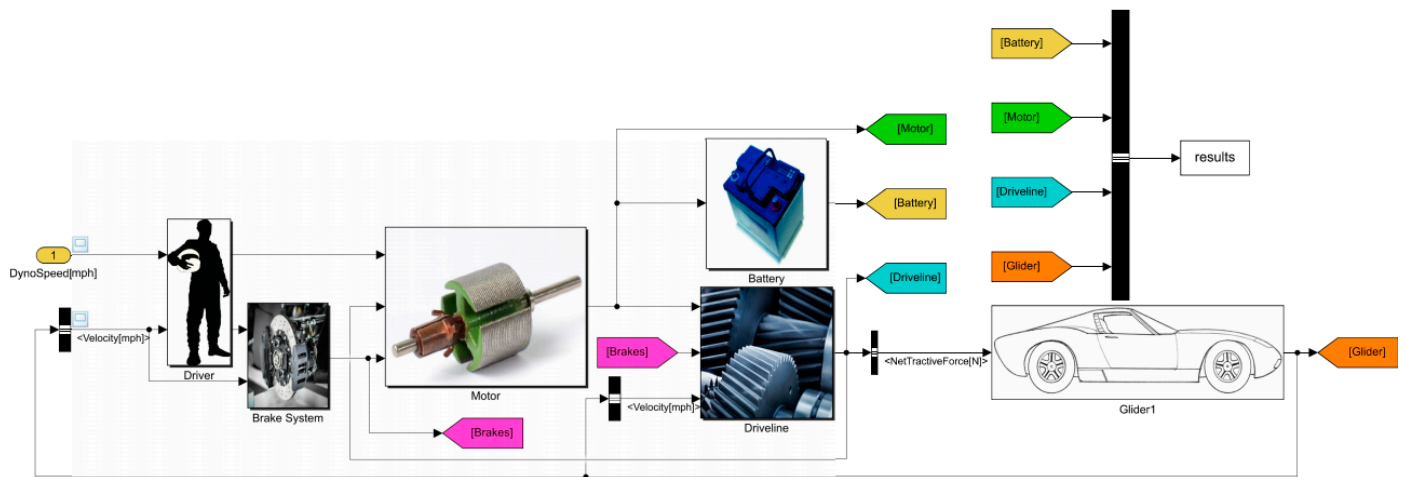 [Battery]
[Motor]
[Motor]
results
[Driveline]
[Battery]
1
DynoSpeed[mph]
[Glider]
Battery
[Driveline]
<Velocity[mph]>
[Brakes]
<NetTractiveForce[N]>
[Glider]
Driver
Motor
<Velocity[mph]>
Glider1
Brake System
[Brakes]
Driveline